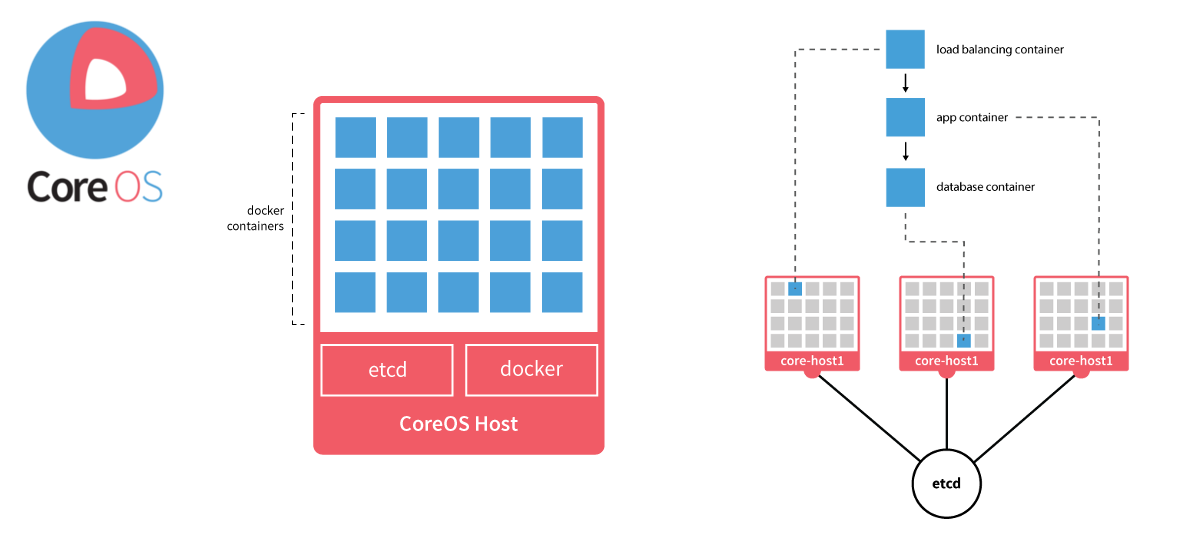 CoreOS
docker
containers
etcd
docker
CoreOS Host
load balancing container
app container
database container
core-host1
core-host1
core-host1
etcd